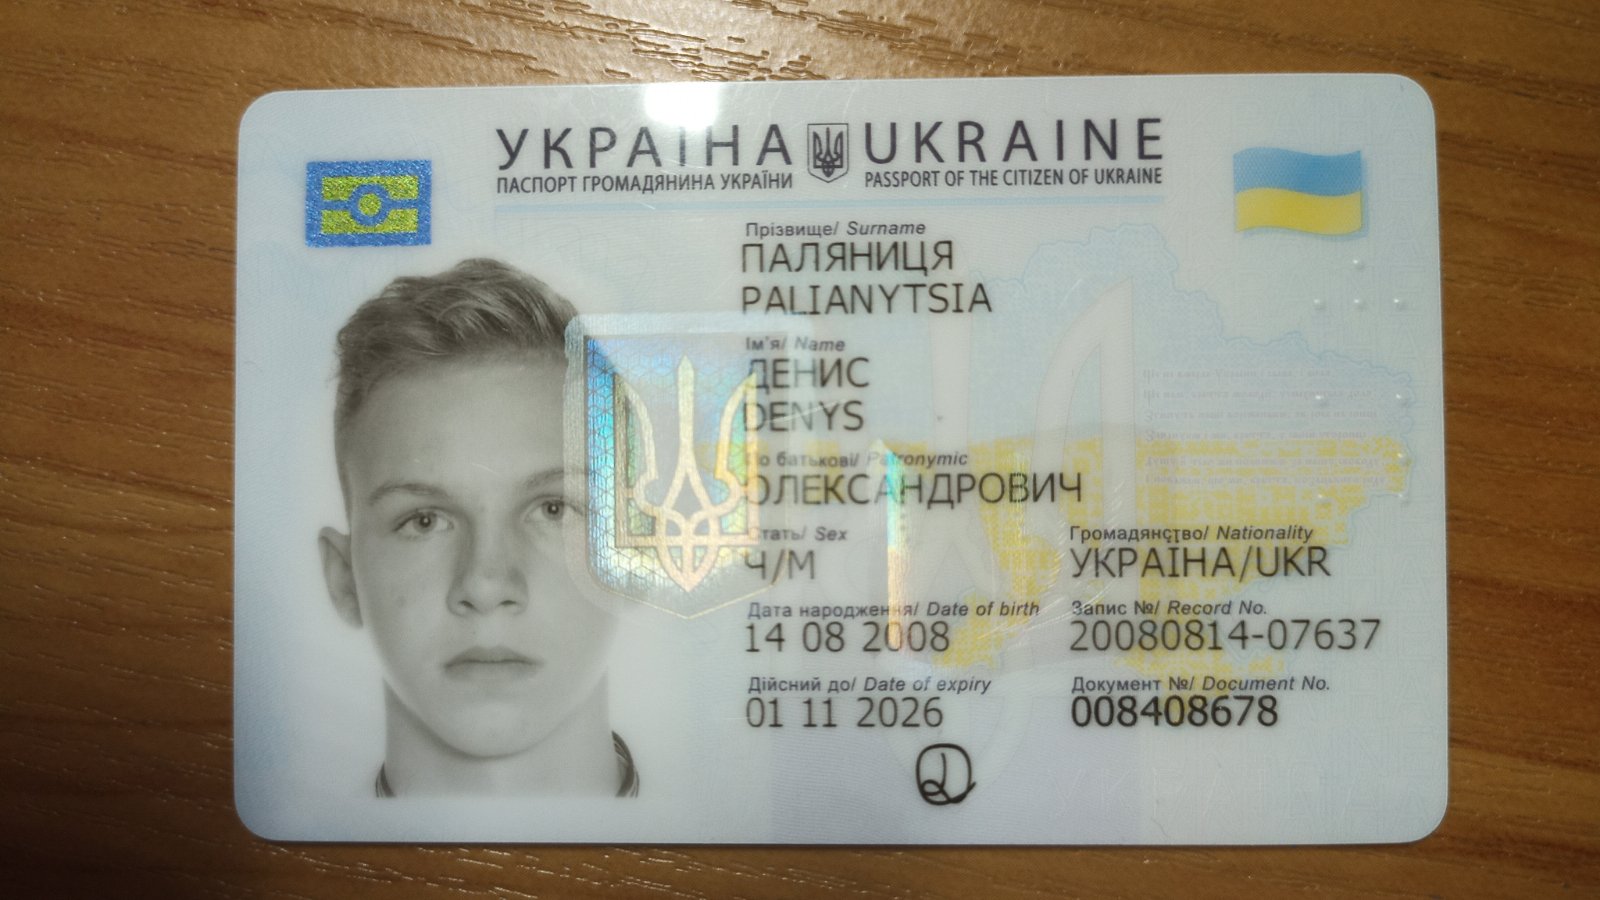 УКРАЇНА UKRAINE
ПАСПОРТ ГРОМАДЯНИНА УКРАЇНИ PASSPORT OF THE CITIZEN OF UKRAINE
Прізвище/ Surname
ПАЛЯНИЦЯ
PALIANYTSIA
Ім'я/ Name
ДЕНИС
DENYS
По батькові/ Patronymic
ОЛЕКСАНДРОВИЧ
Стать/ Sex Громадянство/ Nationality
Ч/М УКРАЇНА/UKR
Дата народження/ Date of birth Запис №/ Record No.
14 08 2008 20080814-07637
Дійсний до/ Date of expiry Документ №/ Document No.
01 11 2026 008408678